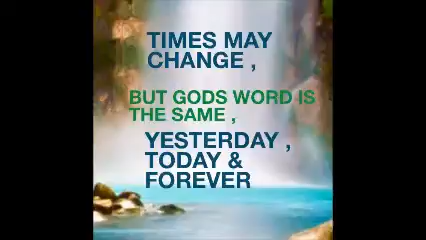 TIMES MAY
CHANGE ,
BUT GODS WORD IS
THE SAME ,
YESTERDAY ,
TODAY &
FOREVER